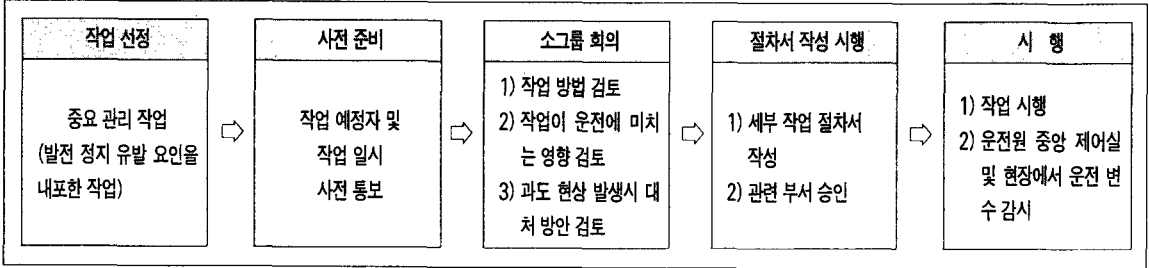 작업 선정
중요 관리 작업
(발전 정지 유발 요인을
내포한 작업)
사전 준비
작업 예정자 및
작업 일시
사전 통보
소그룹 회의
1) 작업 방법 검토
2) 작업이 운전에 미치
는 영향 검토
3) 과도 현상 발생시 대
처 방안 검토
절차서 작성 시행
1) 세부 작업 절차서
작성
2) 관련 부서 승인
시 행
1) 작업 시행
2) 운전원 중앙 제어실
및 현장에서 운전 변
수 감시